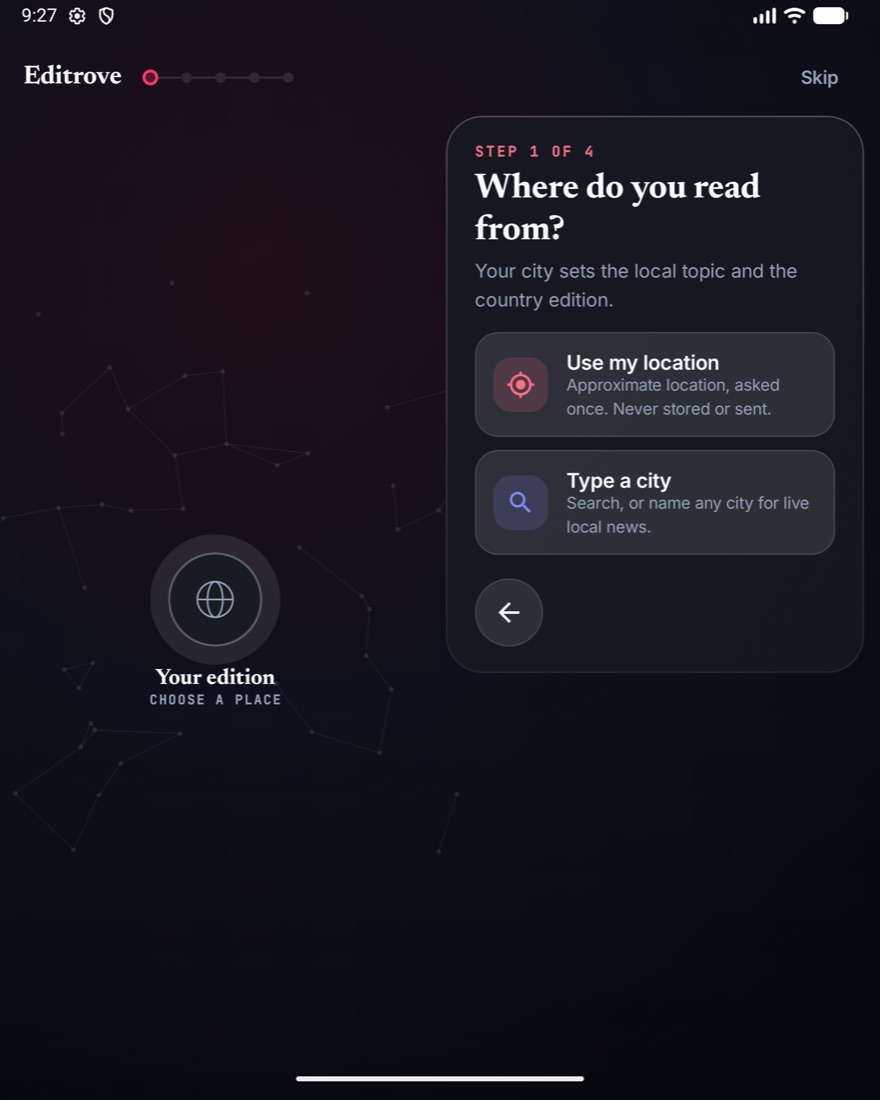 9:27
Editrove
Skip
STEP 1 OF 4
Where do you read
from?
Your city sets the local topic and the
country edition.
Use my location
Approximate location, asked
once. Never stored or sent.
Type a city
Search, or name any city for live
local news.
Your edition
CHOOSE A PLACE